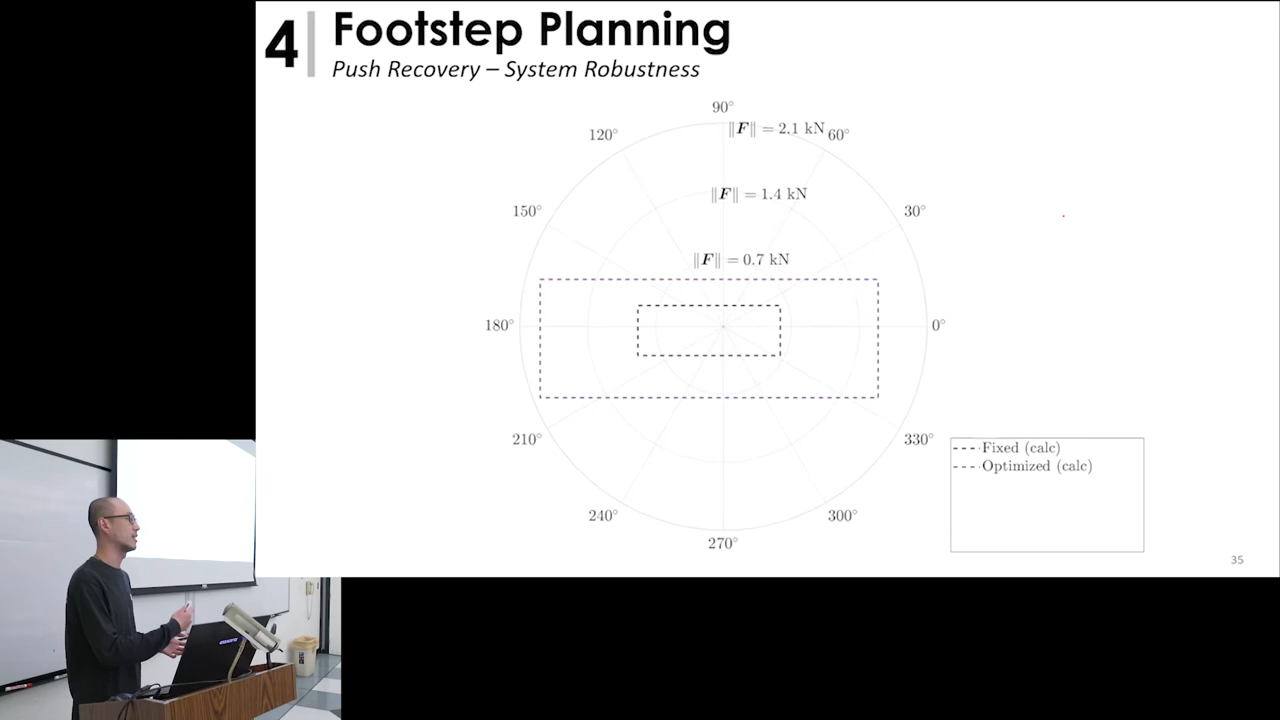 4
Footstep Planning
Push Recovery – System Robustness
90°
‖F‖ = 2.1 kN
120°
60°
‖F‖ = 1.4 kN
150°
30°
‖F‖ = 0.7 kN
180°
0°
210°
330°
Fixed (calc)
Optimized (calc)
240°
300°
270°
35